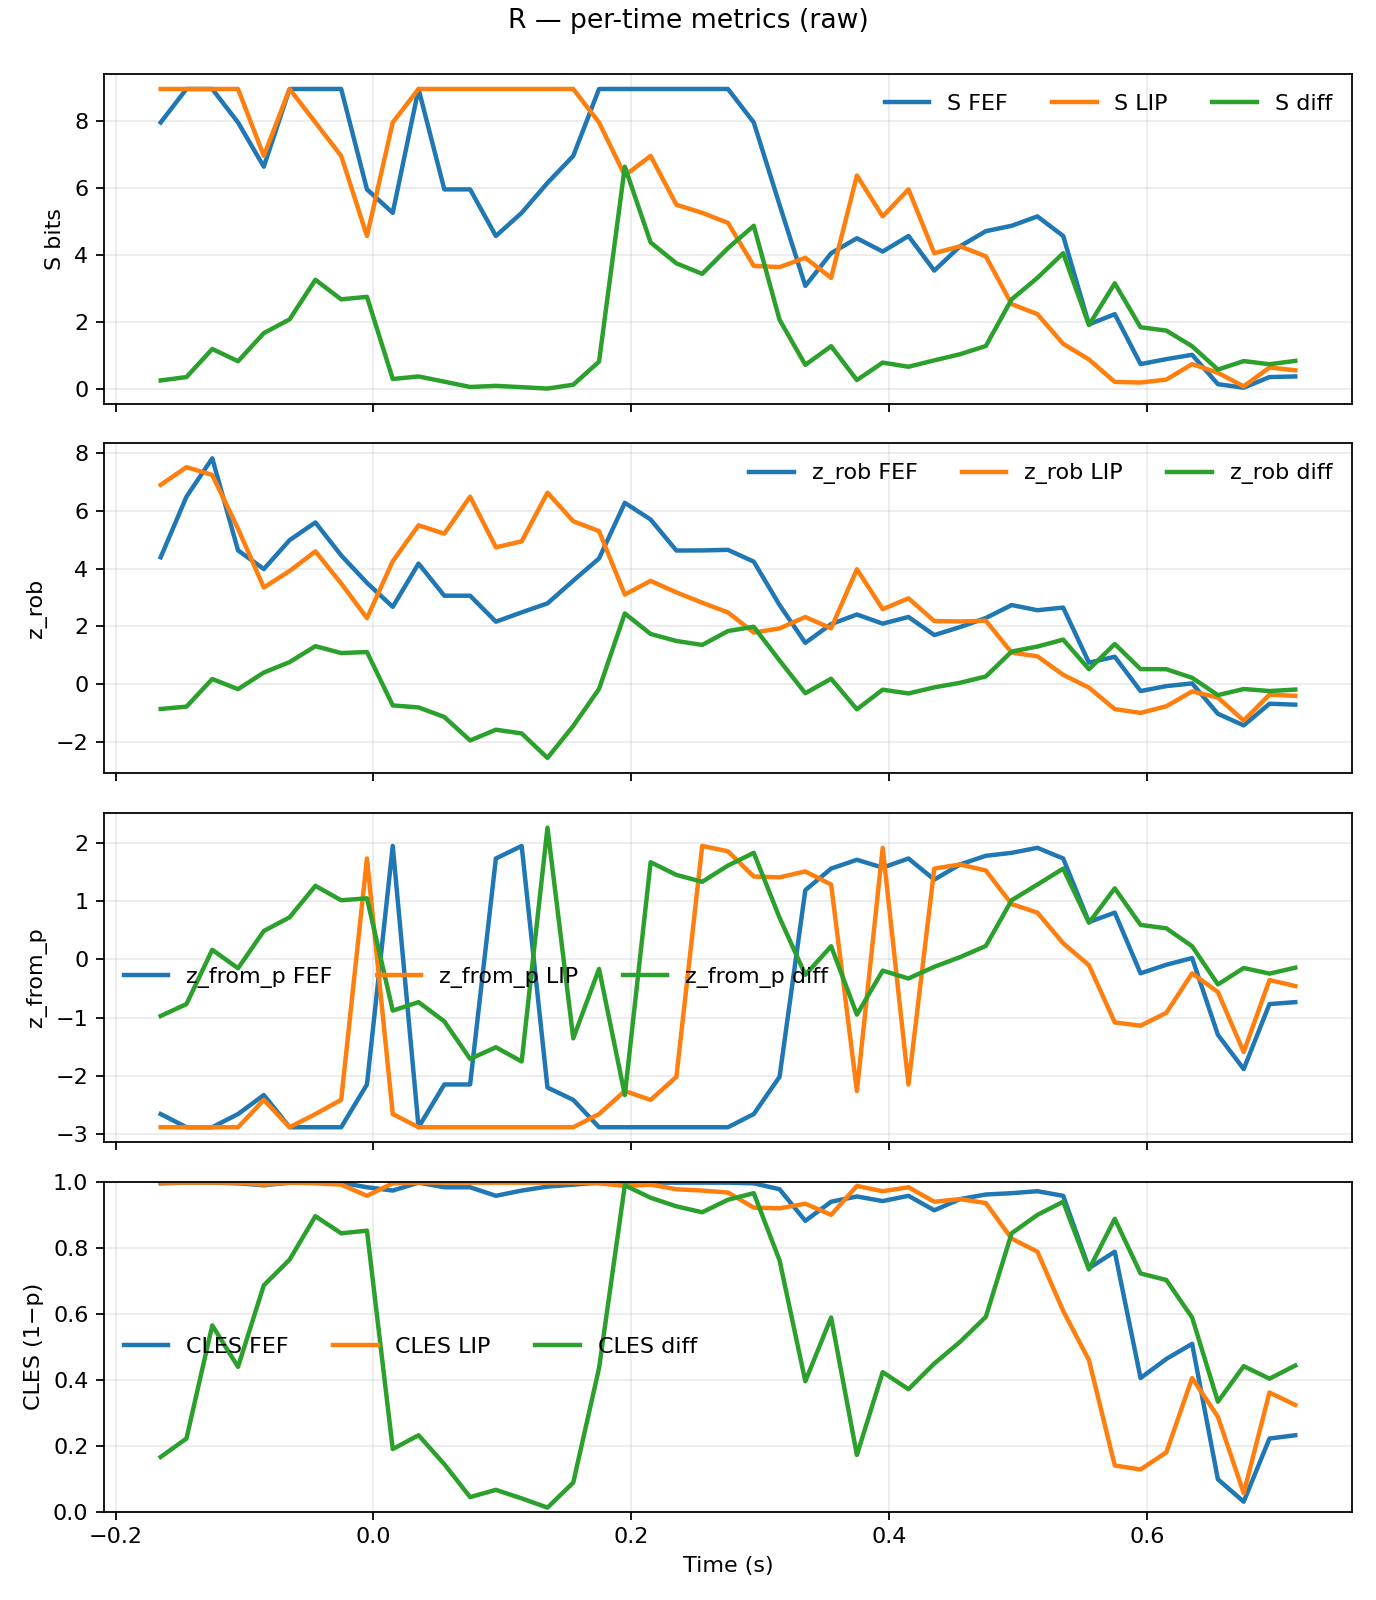 R — per-time metrics (raw)
S FEF S LIP S diff
8
6
4
2
0
S bits
z_rob FEF z_rob LIP z_rob diff
8
6
4
2
0
−2
z_rob
2
1
0
−1
−2
−3
z_from_p
z_from_p FEF z_from_p LIP z_from_p diff
1.0
0.8
0.6
0.4
0.2
0.0
CLES (1−p)
CLES FEF CLES LIP CLES diff
−0.2 0.0 0.2 0.4 0.6
Time (s)